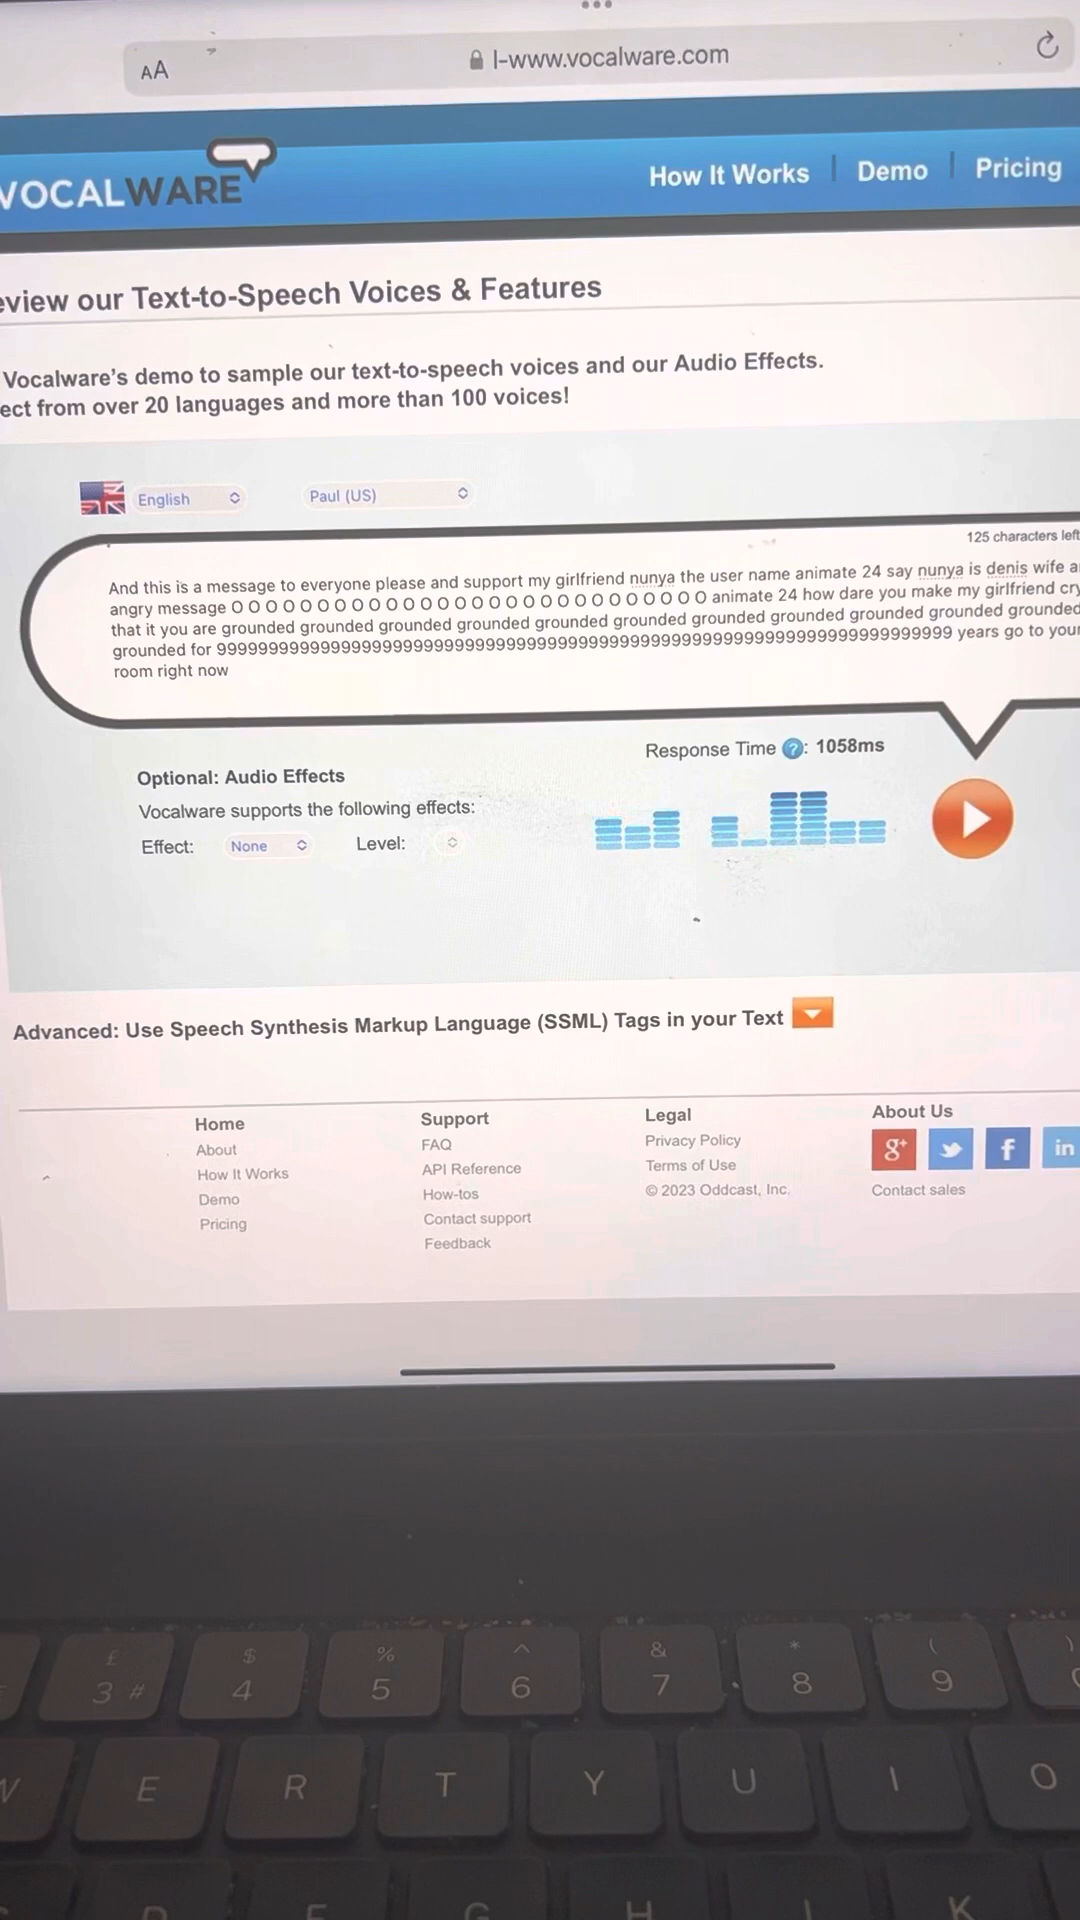 AA
l-www.vocalware.com
VOCALWARE
How It Works
Demo
Pricing
eview our Text-to-Speech Voices & Features
Vocalware's demo to sample our text-to-speech voices and our Audio Effects.
ect from over 20 languages and more than 100 voices!
English
Paul (US)
125 characters left
And this is a message to everyone please and support my girlfriend nunya the user name animate 24 say nunya is denis wife a
angry message O O O O O O O O O O O O O O O O O O O O O O O O O O O O animate 24 how dare you make my girlfriend cry
that it you are grounded grounded grounded grounded grounded grounded grounded grounded grounded grounded grounded
grounded for 99999999999999999999999999999999999999999999999999999999999999999999999999 years go to your
room right now
Response Time ?: 1058ms
Optional: Audio Effects
Vocalware supports the following effects:
Effect:
None
Level:
Advanced: Use Speech Synthesis Markup Language (SSML) Tags in your Text
Home
About
How It Works
Demo
Pricing
Support
FAQ
API Reference
How-tos
Contact support
Feedback
Legal
Privacy Policy
Terms of Use
© 2023 Oddcast, Inc.
About Us
g+
f
in
Contact sales
£ $ % ^ & * ( )
3 # 4 5 6 7 8 9
E R T Y U I O
K